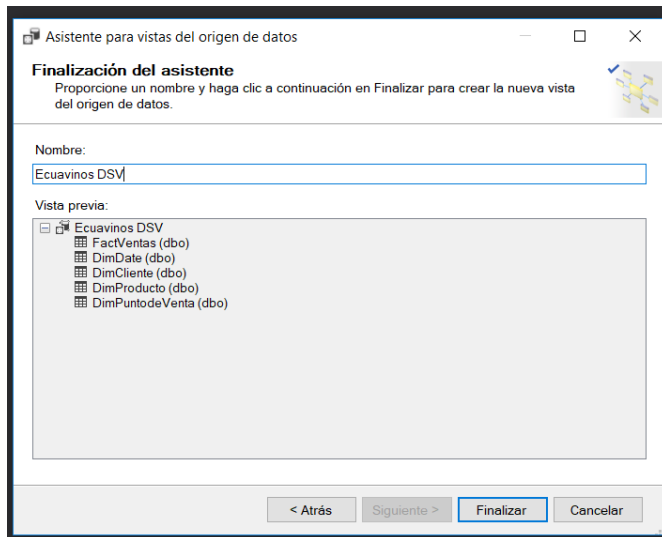 Asistente para vistas del origen de datos
Finalización del asistente
Proporcione un nombre y haga clic a continuación en Finalizar para crear la nueva vista
del origen de datos.
Nombre:
Ecuavinos DSV
Vista previa:
Ecuavinos DSV
FactVentas (dbo)
DimDate (dbo)
DimCliente (dbo)
DimProducto (dbo)
DimPuntodeVenta (dbo)
< Atrás Siguiente > Finalizar Cancelar